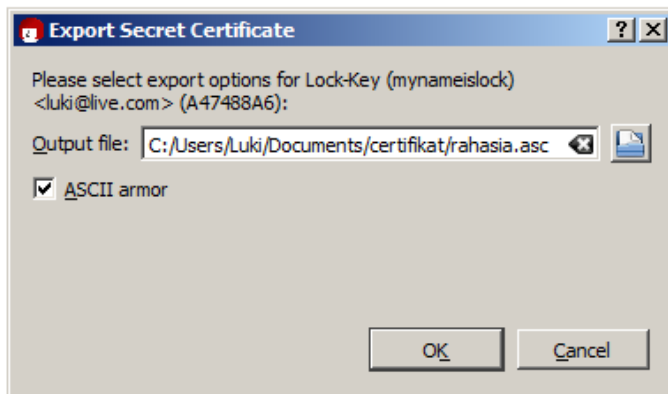 Export Secret Certificate
Please select export options for Lock-Key (mynameislock)
<luki@live.com> (A47488A6):
Output file: C:/Users/Luki/Documents/certifikat/rahasia.asc
ASCII armor
OK Cancel